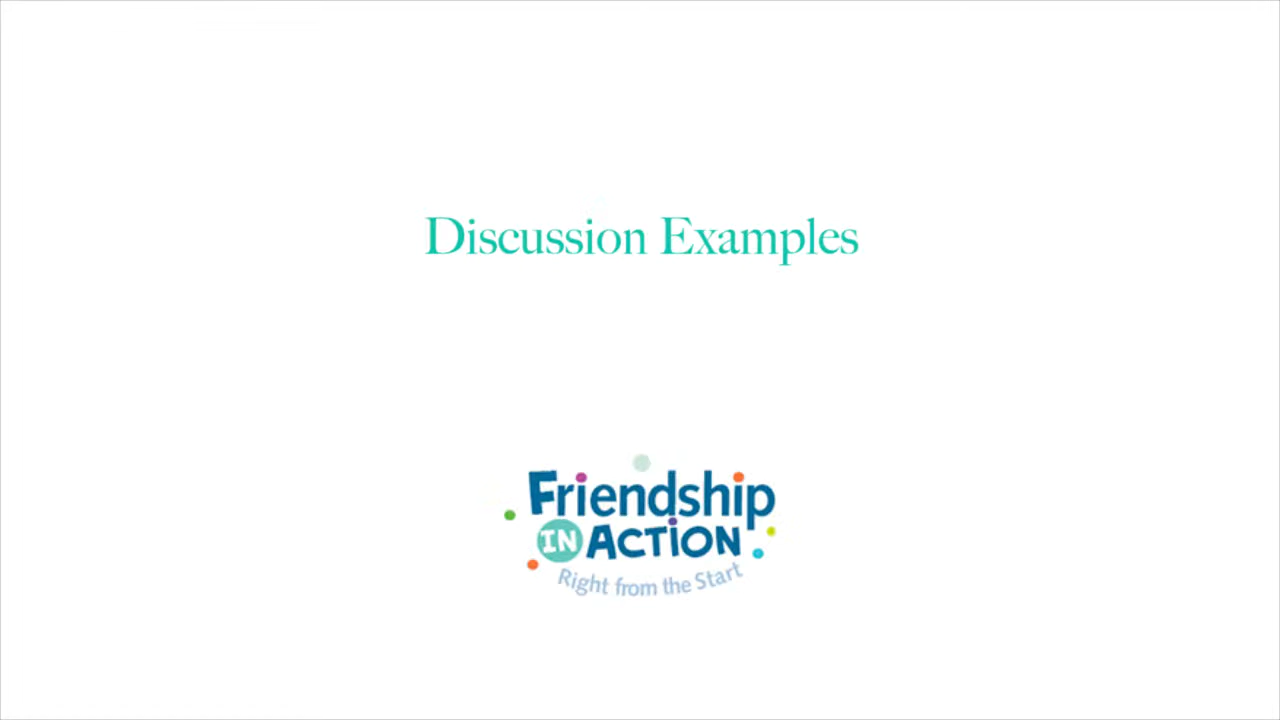 Discussion Examples
Friendship
IN ACTION
Right from the Start